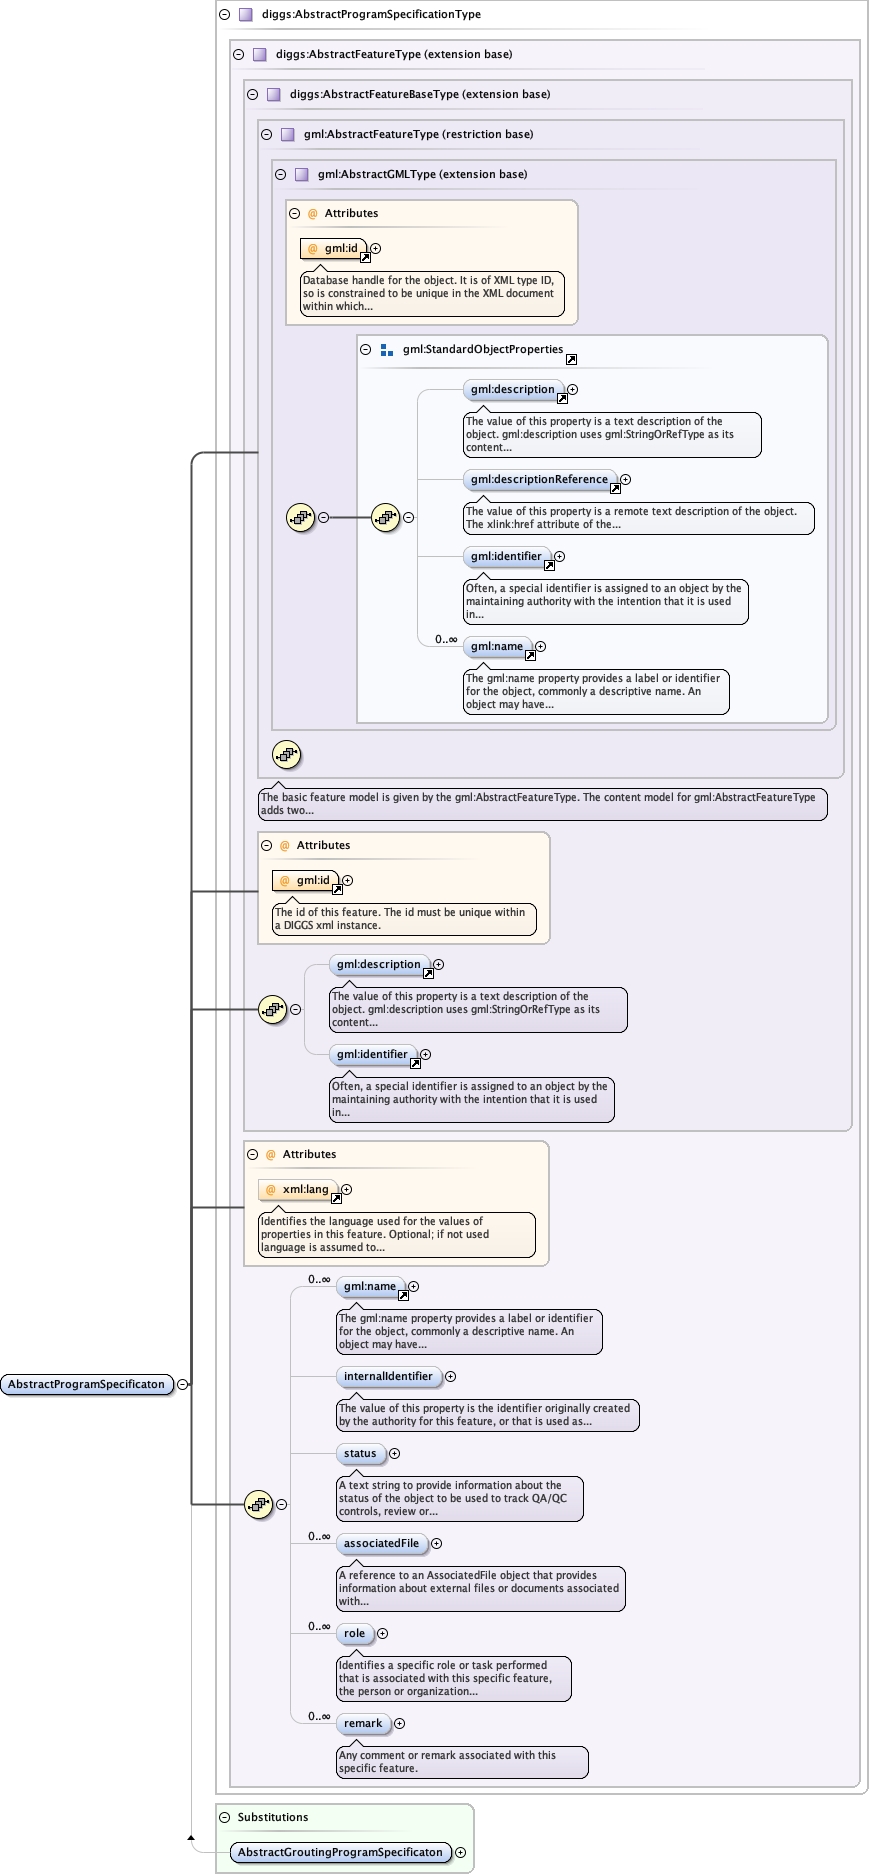 diggs:AbstractProgramSpecificationType
diggs:AbstractFeatureType (extension base)
diggs:AbstractFeatureBaseType (extension base)
gml:AbstractFeatureType (restriction base)
gml:AbstractGMLType (extension base)
@ Attributes
@ gml:id
Database handle for the object. It is of XML type ID,
so is constrained to be unique in the XML document
within which...
gml:StandardObjectProperties
gml:description
The value of this property is a text description of the
object. gml:description uses gml:StringOrRefType as its
content...
gml:descriptionReference
The value of this property is a remote text description of the object.
The xlink:href attribute of the...
gml:identifier
Often, a special identifier is assigned to an object by the
maintaining authority with the intention that it is used
in...
0..∞
gml:name
The gml:name property provides a label or identifier
for the object, commonly a descriptive name. An
object may have...
The basic feature model is given by the gml:AbstractFeatureType. The content model for gml:AbstractFeatureType
adds two...
@ Attributes
@ gml:id
The id of this feature. The id must be unique within
a DIGGS xml instance.
gml:description
The value of this property is a text description of the
object. gml:description uses gml:StringOrRefType as its
content...
gml:identifier
Often, a special identifier is assigned to an object by the
maintaining authority with the intention that it is used
in...
@ Attributes
@ xml:lang
Identifies the language used for the values of
properties in this feature. Optional; if not used
language is assumed to...
0..∞
gml:name
The gml:name property provides a label or identifier
for the object, commonly a descriptive name. An
object may have...
internalIdentifier
AbstractProgramSpecificaton
The value of this property is the identifier originally created
by the authority for this feature, or that is used as...
status
A text string to provide information about the
status of the object to be used to track QA/QC
controls, review or...
0..∞
associatedFile
A reference to an AssociatedFile object that provides
information about external files or documents associated
with...
0..∞
role
Identifies a specific role or task performed
that is associated with this specific feature,
the person or organization...
0..∞
remark
Any comment or remark associated with this
specific feature.
Substitutions
AbstractGroutingProgramSpecificaton